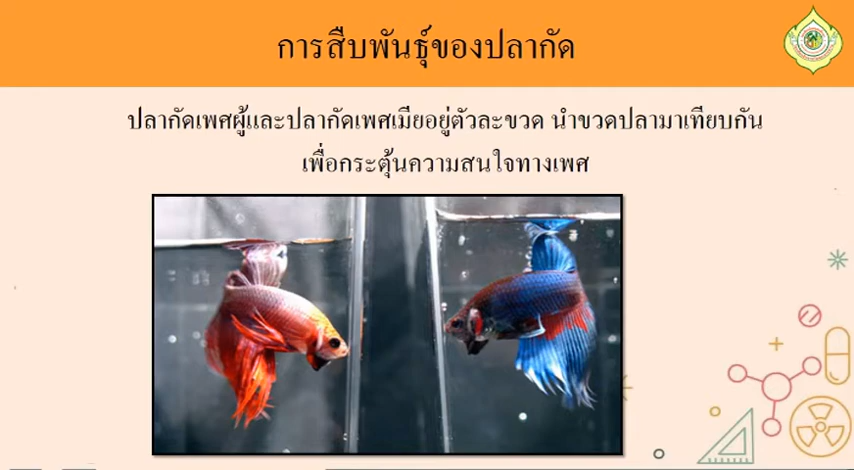 การสืบพันธุ์ของปลากัด
ปลากัดเพศผู้และปลากัดเพศเมียอยู่ตัวละขวด นำขวดปลามาเทียบกัน
เพื่อกระตุ้นความสนใจทางเพศ